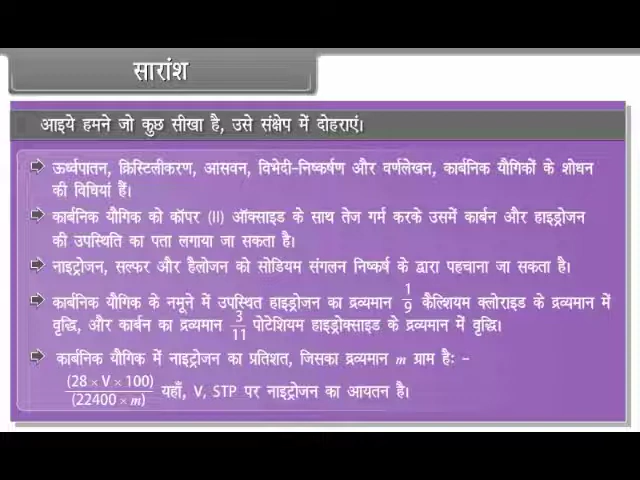 सारांश
आइये हमने जो कुछ सीखा है, उसे संक्षेप में दोहराएं।
ऊर्ध्वपातन, क्रिस्टिलीकरण, आसवन, विभेदी-निष्कर्षण और वर्णलेखन, कार्बनिक यौगिकों के शोधन
की विधियां हैं।
कार्बनिक यौगिक को कॉपर (II) ऑक्साइड के साथ तेज गर्म करके उसमें कार्बन और हाइड्रोजन
की उपस्थिति का पता लगाया जा सकता है।
नाइट्रोजन, सल्फर और हैलोजन को सोडियम संगलन निष्कर्ष के द्वारा पहचाना जा सकता है।
कार्बनिक यौगिक के नमूने में उपस्थित हाइड्रोजन का द्रव्यमान 1/9 कैल्शियम क्लोराइड के द्रव्यमान में
वृद्धि, और कार्बन का द्रव्यमान 3/11 पोटेशियम हाइड्रोक्साइड के द्रव्यमान में वृद्धि।
कार्बनिक यौगिक में नाइट्रोजन का प्रतिशत, जिसका द्रव्यमान m ग्राम हैः -
(28 × V × 100)/(22400 × m) यहाँ, V, STP पर नाइट्रोजन का आयतन है।